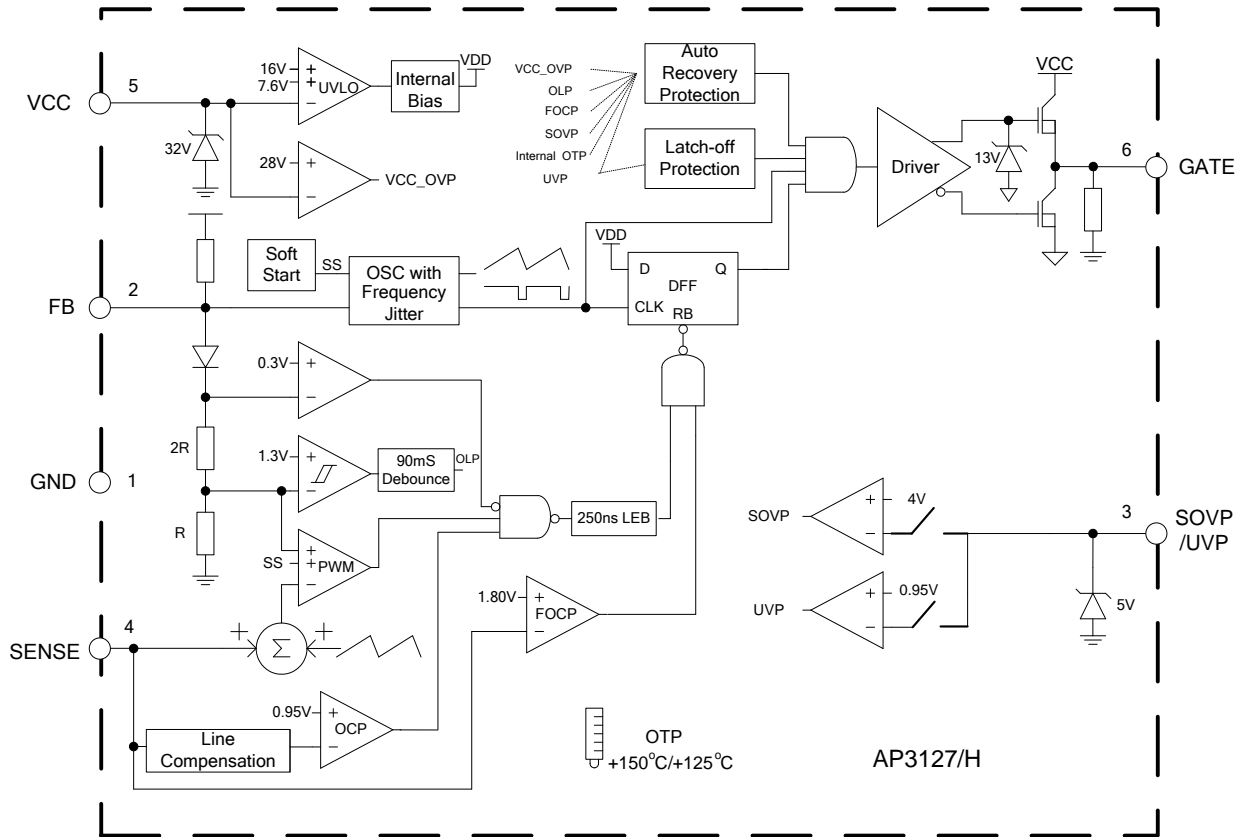 VCC
5
32V
16V
7.6V
UVLO
Internal
Bias
VDD
28V
VCC_OVP
VCC_OVP
OLP
FOCP
SOVP
Internal OTP
UVP
Auto
Recovery
Protection
Latch-off
Protection
Driver
VCC
13V
6
GATE
FB
2
Soft
Start
SS
OSC with
Frequency
Jitter
VDD
D
Q
DFF
CLK
RB
0.3V
2R
R
1.3V
90mS
Debounce
OLP
GND
1
SS
PWM
250ns LEB
SENSE
4
Σ
1.80V
FOCP
0.95V
OCP
Line
Compensation
SOVP
4V
UVP
0.95V
5V
3
SOVP
/UVP
OTP
+150°C/+125°C
AP3127/H